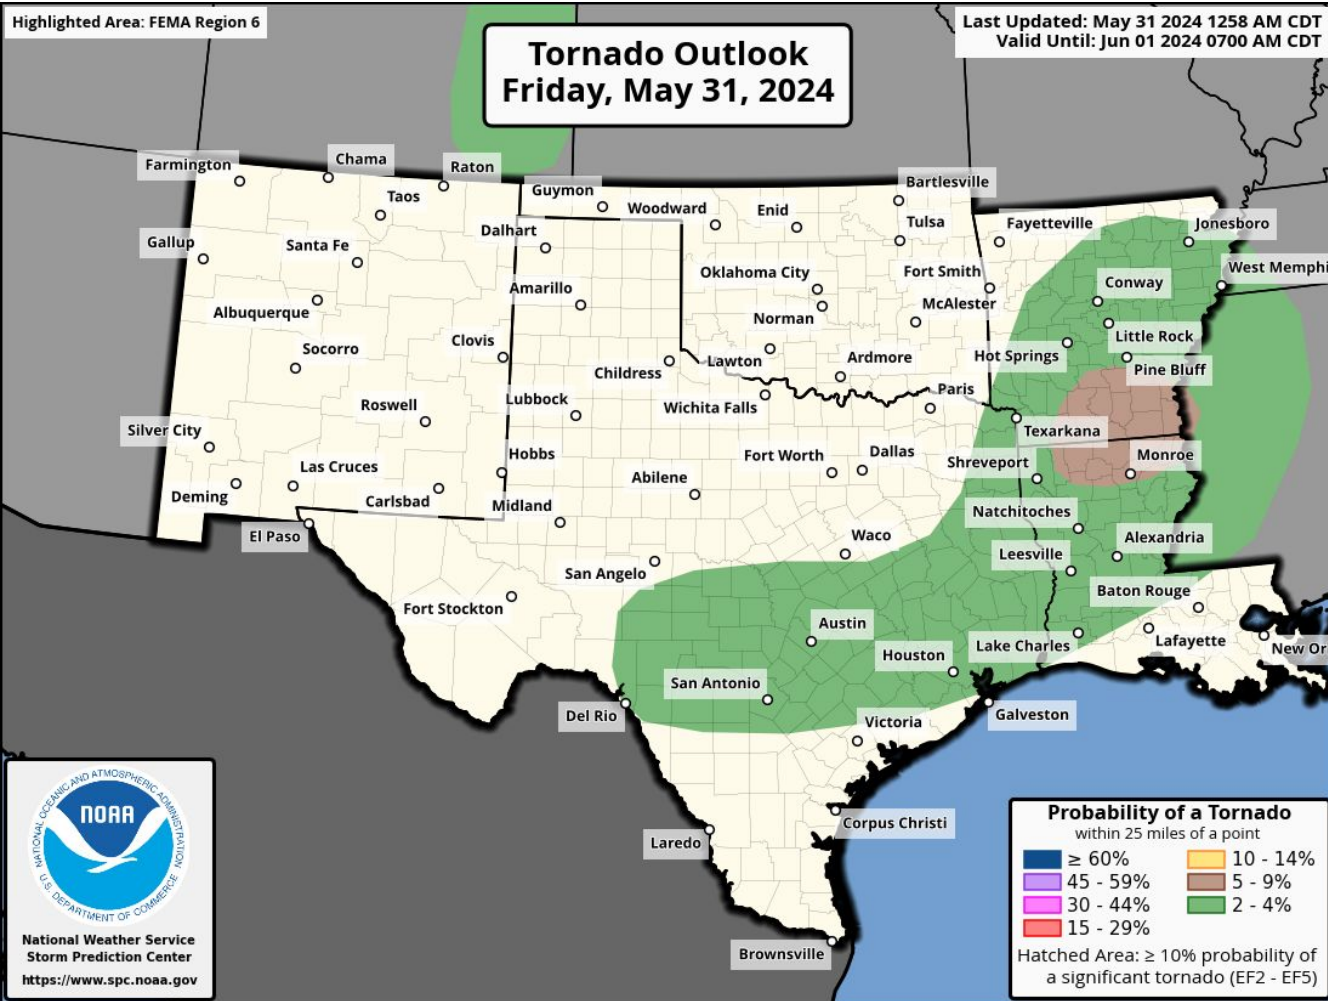 Highlighted Area: FEMA Region 6
Last Updated: May 31 2024 1258 AM CDT
Valid Until: Jun 01 2024 0700 AM CDT
Tornado Outlook
Friday, May 31, 2024
Farmington
Chama
Raton
Taos
Guymon
Woodward
Enid
Bartlesville
Tulsa
Fayetteville
Jonesboro
Gallup
Santa Fe
Dalhart
Oklahoma City
Fort Smith
West Memphi
Conway
Albuquerque
Amarillo
Norman
McAlester
Little Rock
Socorro
Clovis
Childress
Lawton
Ardmore
Hot Springs
Pine Bluff
Roswell
Lubbock
Wichita Falls
Paris
Silver City
Texarkana
Las Cruces
Hobbs
Fort Worth
Dallas
Shreveport
Monroe
Deming
Carlsbad
Midland
Abilene
Natchitoches
El Paso
Waco
Leesville
Alexandria
San Angelo
Baton Rouge
Fort Stockton
Austin
Lake Charles
Lafayette
New Or
Houston
San Antonio
Del Rio
Victoria
Galveston
Laredo
Corpus Christi
Brownsville
NATIONAL OCEANIC AND ATMOSPHERIC ADMINISTRATION
NOAA
U.S. DEPARTMENT OF COMMERCE
National Weather Service
Storm Prediction Center
https://www.spc.noaa.gov
Probability of a Tornado
within 25 miles of a point
≥ 60%
45 - 59%
30 - 44%
15 - 29%
10 - 14%
5 - 9%
2 - 4%
Hatched Area: ≥ 10% probability of
a significant tornado (EF2 - EF5)